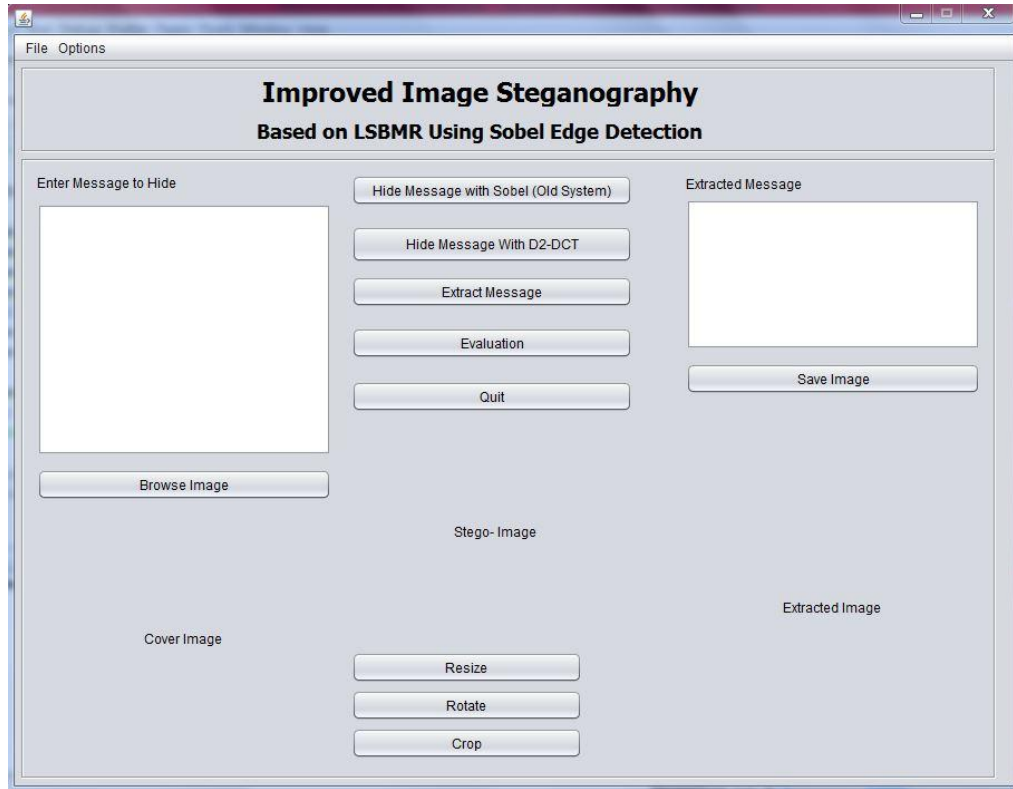 File Options
Improved Image Steganography
Based on LSBMR Using Sobel Edge Detection
Enter Message to Hide
Hide Message with Sobel (Old System)
Extracted Message
Hide Message With D2-DCT
Extract Message
Evaluation
Save Image
Quit
Browse Image
Stego- Image
Extracted Image
Cover Image
Resize
Rotate
Crop